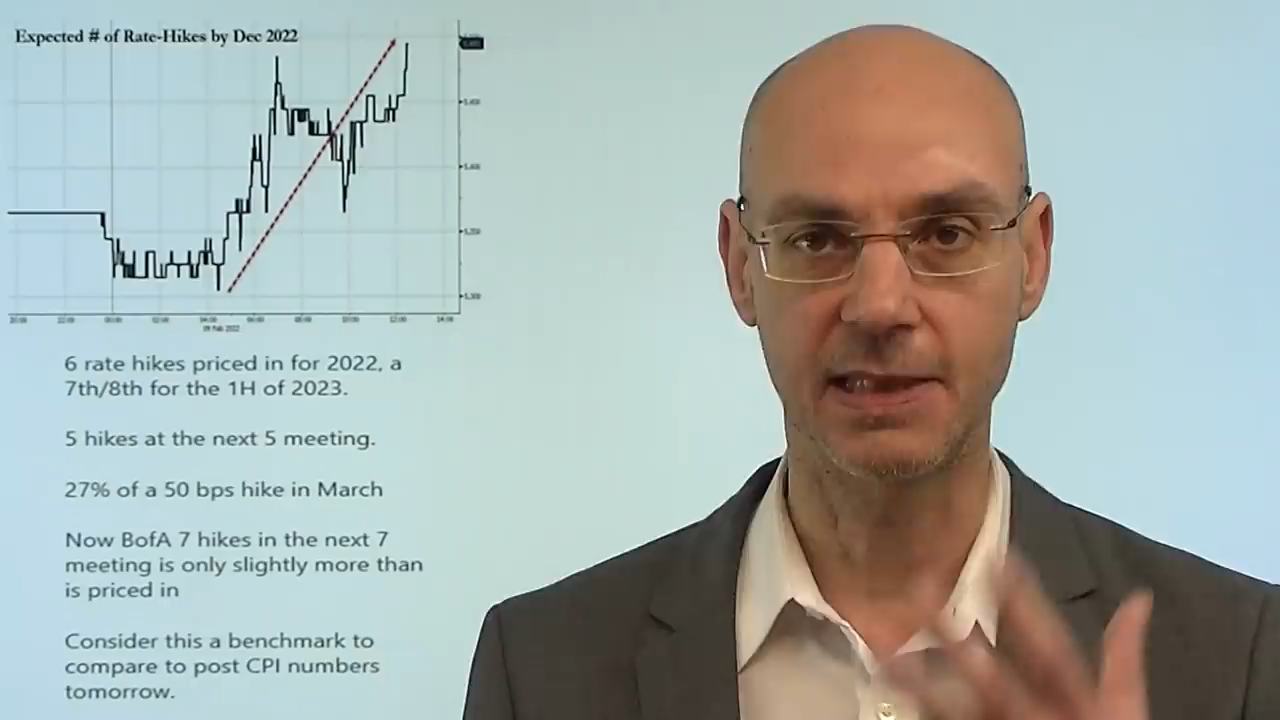 Expected # of Rate-Hikes by Dec 2022
09 Feb 2022
6 rate hikes priced in for 2022, a
7th/8th for the 1H of 2023.
5 hikes at the next 5 meeting.
27% of a 50 bps hike in March
Now BofA 7 hikes in the next 7
meeting is only slightly more than
is priced in
Consider this a benchmark to
compare to post CPI numbers
tomorrow.